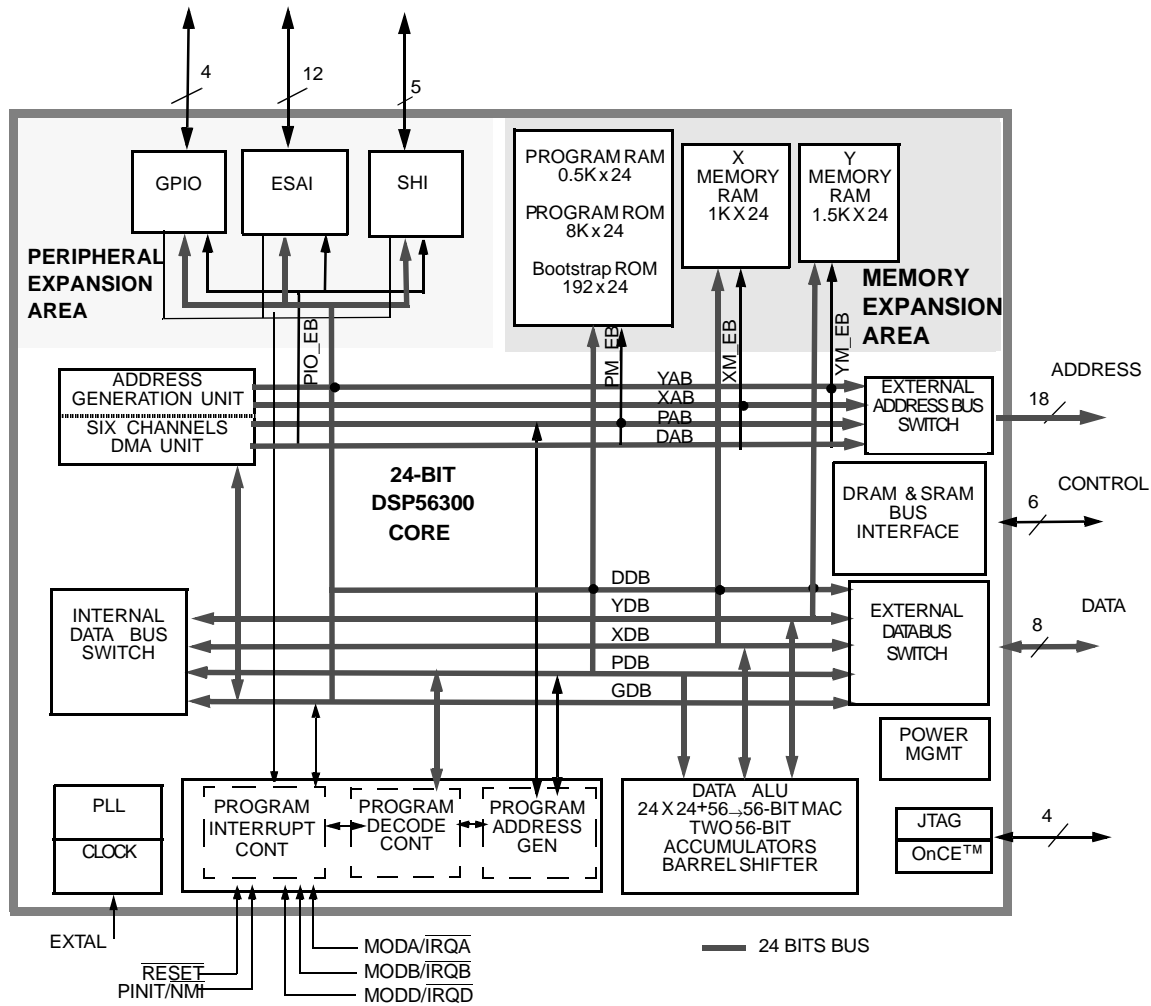 4
12
5
GPIO
ESAI
SHI
PERIPHERAL
EXPANSION
AREA
PROGRAM RAM
0.5K x 24
PROGRAM ROM
8K x 24
Bootstrap ROM
192 x 24
X
MEMORY
RAM
1K X 24
Y
MEMORY
RAM
1.5K X 24
MEMORY
EXPANSION
AREA
PIO_EB
PM_EB
XM_EB
YM_EB
ADDRESS
GENERATION UNIT
SIX CHANNELS
DMA UNIT
YAB
XAB
PAB
DAB
EXTERNAL
ADDRESS BUS
SWITCH
ADDRESS
18
24-BIT
DSP56300
CORE
DRAM & SRAM
BUS
INTERFACE
CONTROL
6
INTERNAL
DATA BUS
SWITCH
DDB
YDB
XDB
PDB
GDB
EXTERNAL
DATA BUS
SWITCH
DATA
8
POWER
MGMT
PLL
CLOCK
PROGRAM
INTERRUPT
CONT
PROGRAM
DECODE
CONT
PROGRAM
ADDRESS
GEN
DATA ALU
24 X 24+56→56-BIT MAC
TWO 56-BIT
ACCUMULATORS
BARREL SHIFTER
JTAG
OnCE™
4
EXTAL
RESET
PINIT/NMI
MODA/IRQA
MODB/IRQB
MODD/IRQD
24 BITS BUS